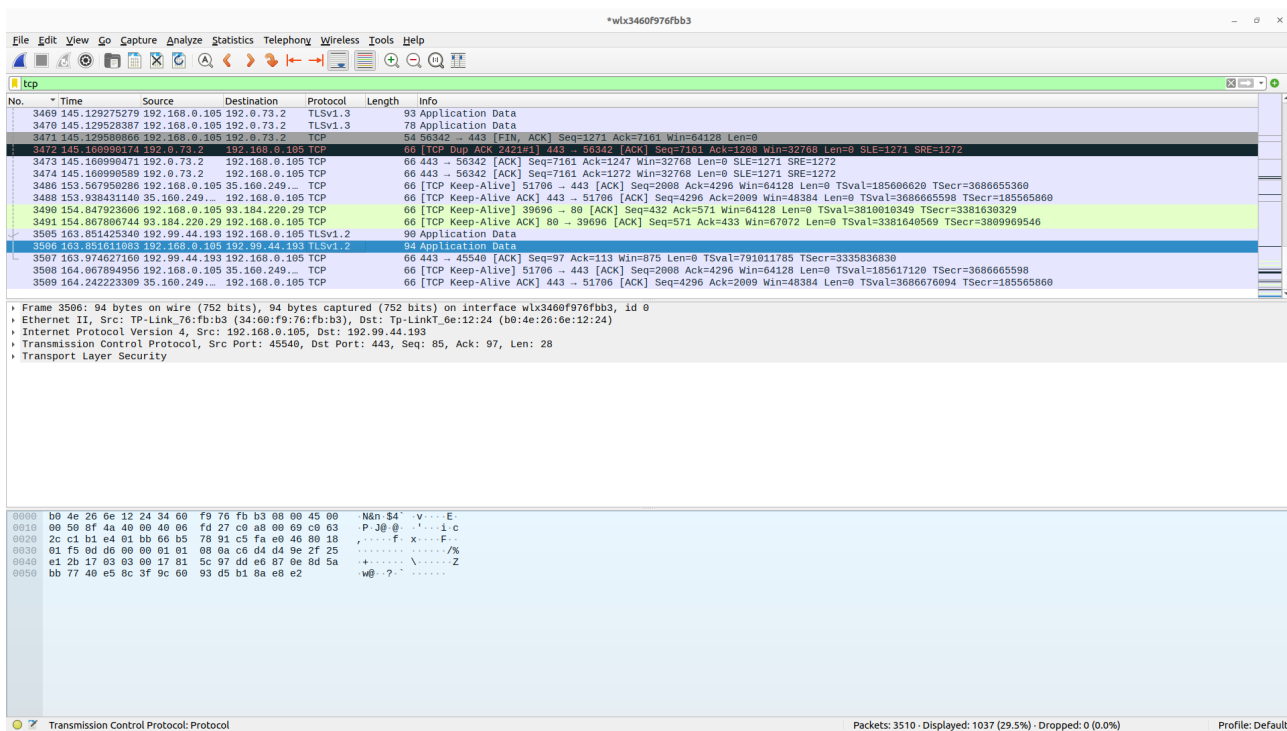 *wlx3460f976fbb3
File Edit View Go Capture Analyze Statistics Telephony Wireless Tools Help
tcp
No. Time Source Destination Protocol Length Info
3469 145.129275279 192.168.0.105 192.0.73.2 TLSv1.3 93 Application Data
3470 145.129528387 192.168.0.105 192.0.73.2 TLSv1.3 78 Application Data
3471 145.129580866 192.168.0.105 192.0.73.2 TCP 54 56342 → 443 [FIN, ACK] Seq=1271 Ack=7161 Win=64128 Len=0
3472 145.160990174 192.0.73.2 192.168.0.105 TCP 66 [TCP Dup ACK 2421#1] 443 → 56342 [ACK] Seq=7161 Ack=1208 Win=32768 Len=0 SLE=1271 SRE=1272
3473 145.160990471 192.0.73.2 192.168.0.105 TCP 66 443 → 56342 [ACK] Seq=7161 Ack=1247 Win=32768 Len=0 SLE=1271 SRE=1272
3474 145.160990589 192.0.73.2 192.168.0.105 TCP 66 443 → 56342 [ACK] Seq=7161 Ack=1272 Win=32768 Len=0 SLE=1271 SRE=1272
3486 153.567950286 192.168.0.105 35.160.249.… TCP 66 [TCP Keep-Alive] 51706 → 443 [ACK] Seq=2008 Ack=4296 Win=64128 Len=0 TSval=185606620 TSecr=3686655360
3488 153.938431140 35.160.249.… 192.168.0.105 TCP 66 [TCP Keep-Alive ACK] 443 → 51706 [ACK] Seq=4296 Ack=2009 Win=48384 Len=0 TSval=3686665598 TSecr=185565860
3490 154.847923606 192.168.0.105 93.184.220.29 TCP 66 [TCP Keep-Alive] 39696 → 80 [ACK] Seq=432 Ack=571 Win=64128 Len=0 TSval=3810010349 TSecr=3381630329
3491 154.867806744 93.184.220.29 192.168.0.105 TCP 66 [TCP Keep-Alive ACK] 80 → 39696 [ACK] Seq=571 Ack=433 Win=67072 Len=0 TSval=3381640569 TSecr=3809969546
3505 163.851425340 192.99.44.193 192.168.0.105 TLSv1.2 90 Application Data
3506 163.851611083 192.168.0.105 192.99.44.193 TLSv1.2 94 Application Data
3507 163.974627160 192.99.44.193 192.168.0.105 TCP 66 443 → 45540 [ACK] Seq=97 Ack=113 Win=875 Len=0 TSval=791011785 TSecr=3335836830
3508 164.067894956 192.168.0.105 35.160.249.… TCP 66 [TCP Keep-Alive] 51706 → 443 [ACK] Seq=2008 Ack=4296 Win=64128 Len=0 TSval=185617120 TSecr=3686665598
3509 164.242223309 35.160.249.… 192.168.0.105 TCP 66 [TCP Keep-Alive ACK] 443 → 51706 [ACK] Seq=4296 Ack=2009 Win=48384 Len=0 TSval=3686676094 TSecr=185565860
Frame 3506: 94 bytes on wire (752 bits), 94 bytes captured (752 bits) on interface wlx3460f976fbb3, id 0
Ethernet II, Src: TP-Link_76:fb:b3 (34:60:f9:76:fb:b3), Dst: Tp-LinkT_6e:12:24 (b0:4e:26:6e:12:24)
Internet Protocol Version 4, Src: 192.168.0.105, Dst: 192.99.44.193
Transmission Control Protocol, Src Port: 45540, Dst Port: 443, Seq: 85, Ack: 97, Len: 28
Transport Layer Security
0000 b0 4e 26 6e 12 24 34 60 f9 76 fb b3 08 00 45 00 ·N&n·$4` ·v····E·
0010 00 50 8f 4a 40 00 40 06 fd 27 c0 a8 00 69 c0 63 ·P·J@·@· ·'···i·c
0020 2c c1 b1 e4 01 bb 66 b5 78 91 c5 fa e0 46 80 18 ,·····f· x····F··
0030 01 f5 0d d6 00 00 01 01 08 0a c6 d4 d4 9e 2f 25 ········ ······/%
0040 e1 2b 17 03 03 00 17 81 5c 97 dd e6 87 0e 8d 5a ·+······ \······Z
0050 bb 77 40 e5 8c 3f 9c 60 93 d5 b1 8a e8 e2 ·w@··?·` ······
Transmission Control Protocol: Protocol Packets: 3510 · Displayed: 1037 (29.5%) · Dropped: 0 (0.0%) Profile: Default